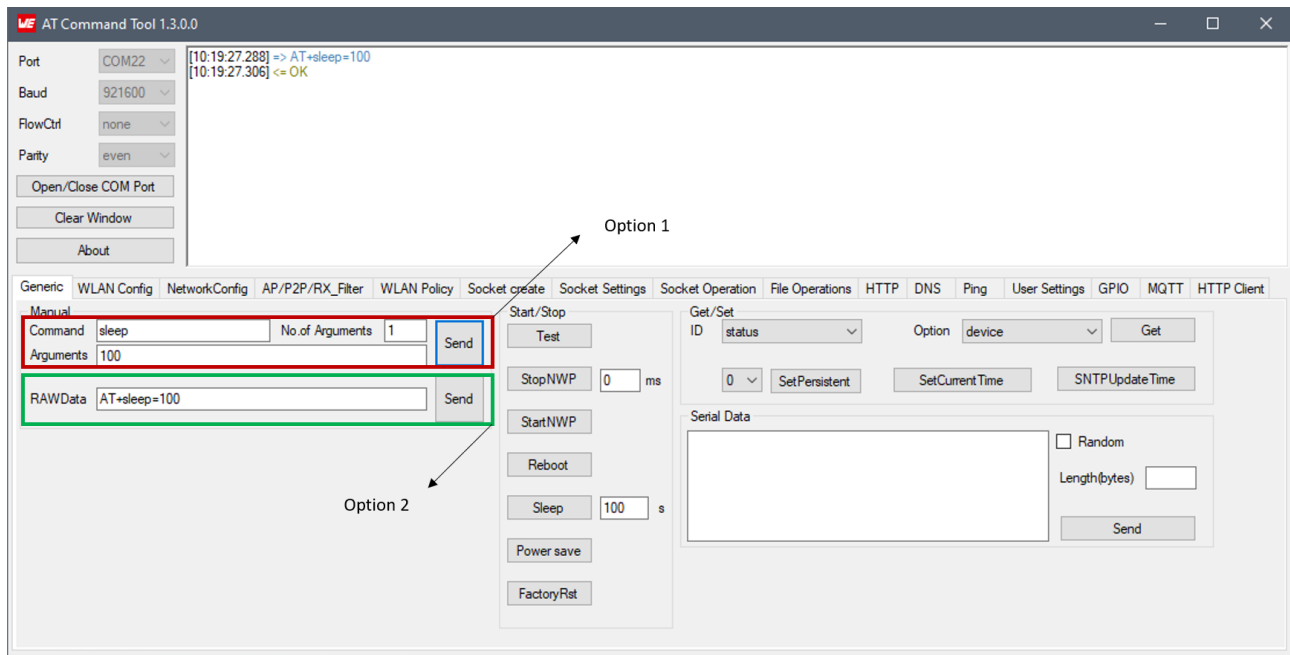 WE AT Command Tool 1.3.0.0
Port COM22
Baud 921600
FlowCtrl none
Parity even
Open/Close COM Port
Clear Window
About
[10:19:27.288] => AT+sleep=100
[10:19:27.306] <= OK
Option 1
Generic WLAN Config NetworkConfig AP/P2P/RX_Filter WLAN Policy Socket create Socket Settings Socket Operation File Operations HTTP DNS Ping User Settings GPIO MQTT HTTP Client
Manual
Command sleep No.of Arguments 1 Send
Arguments 100
RAWData AT+sleep=100 Send
Option 2
Start/Stop
Test
StopNWP 0 ms
StartNWP
Reboot
Sleep 100 s
Power save
FactoryRst
Get/Set
ID status Option device Get
0 SetPersistent SetCurrentTime SNTPUpdateTime
Serial Data
Random
Length(bytes)
Send